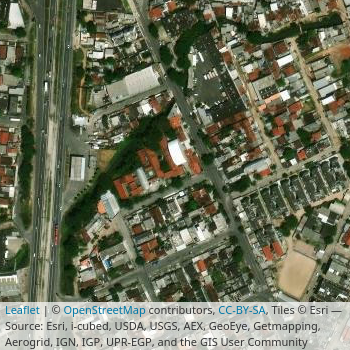 Leaflet | © OpenStreetMap contributors, CC-BY-SA, Tiles © Esri —
Source: Esri, i-cubed, USDA, USGS, AEX, GeoEye, Getmapping,
Aerogrid, IGN, IGP, UPR-EGP, and the GIS User Community